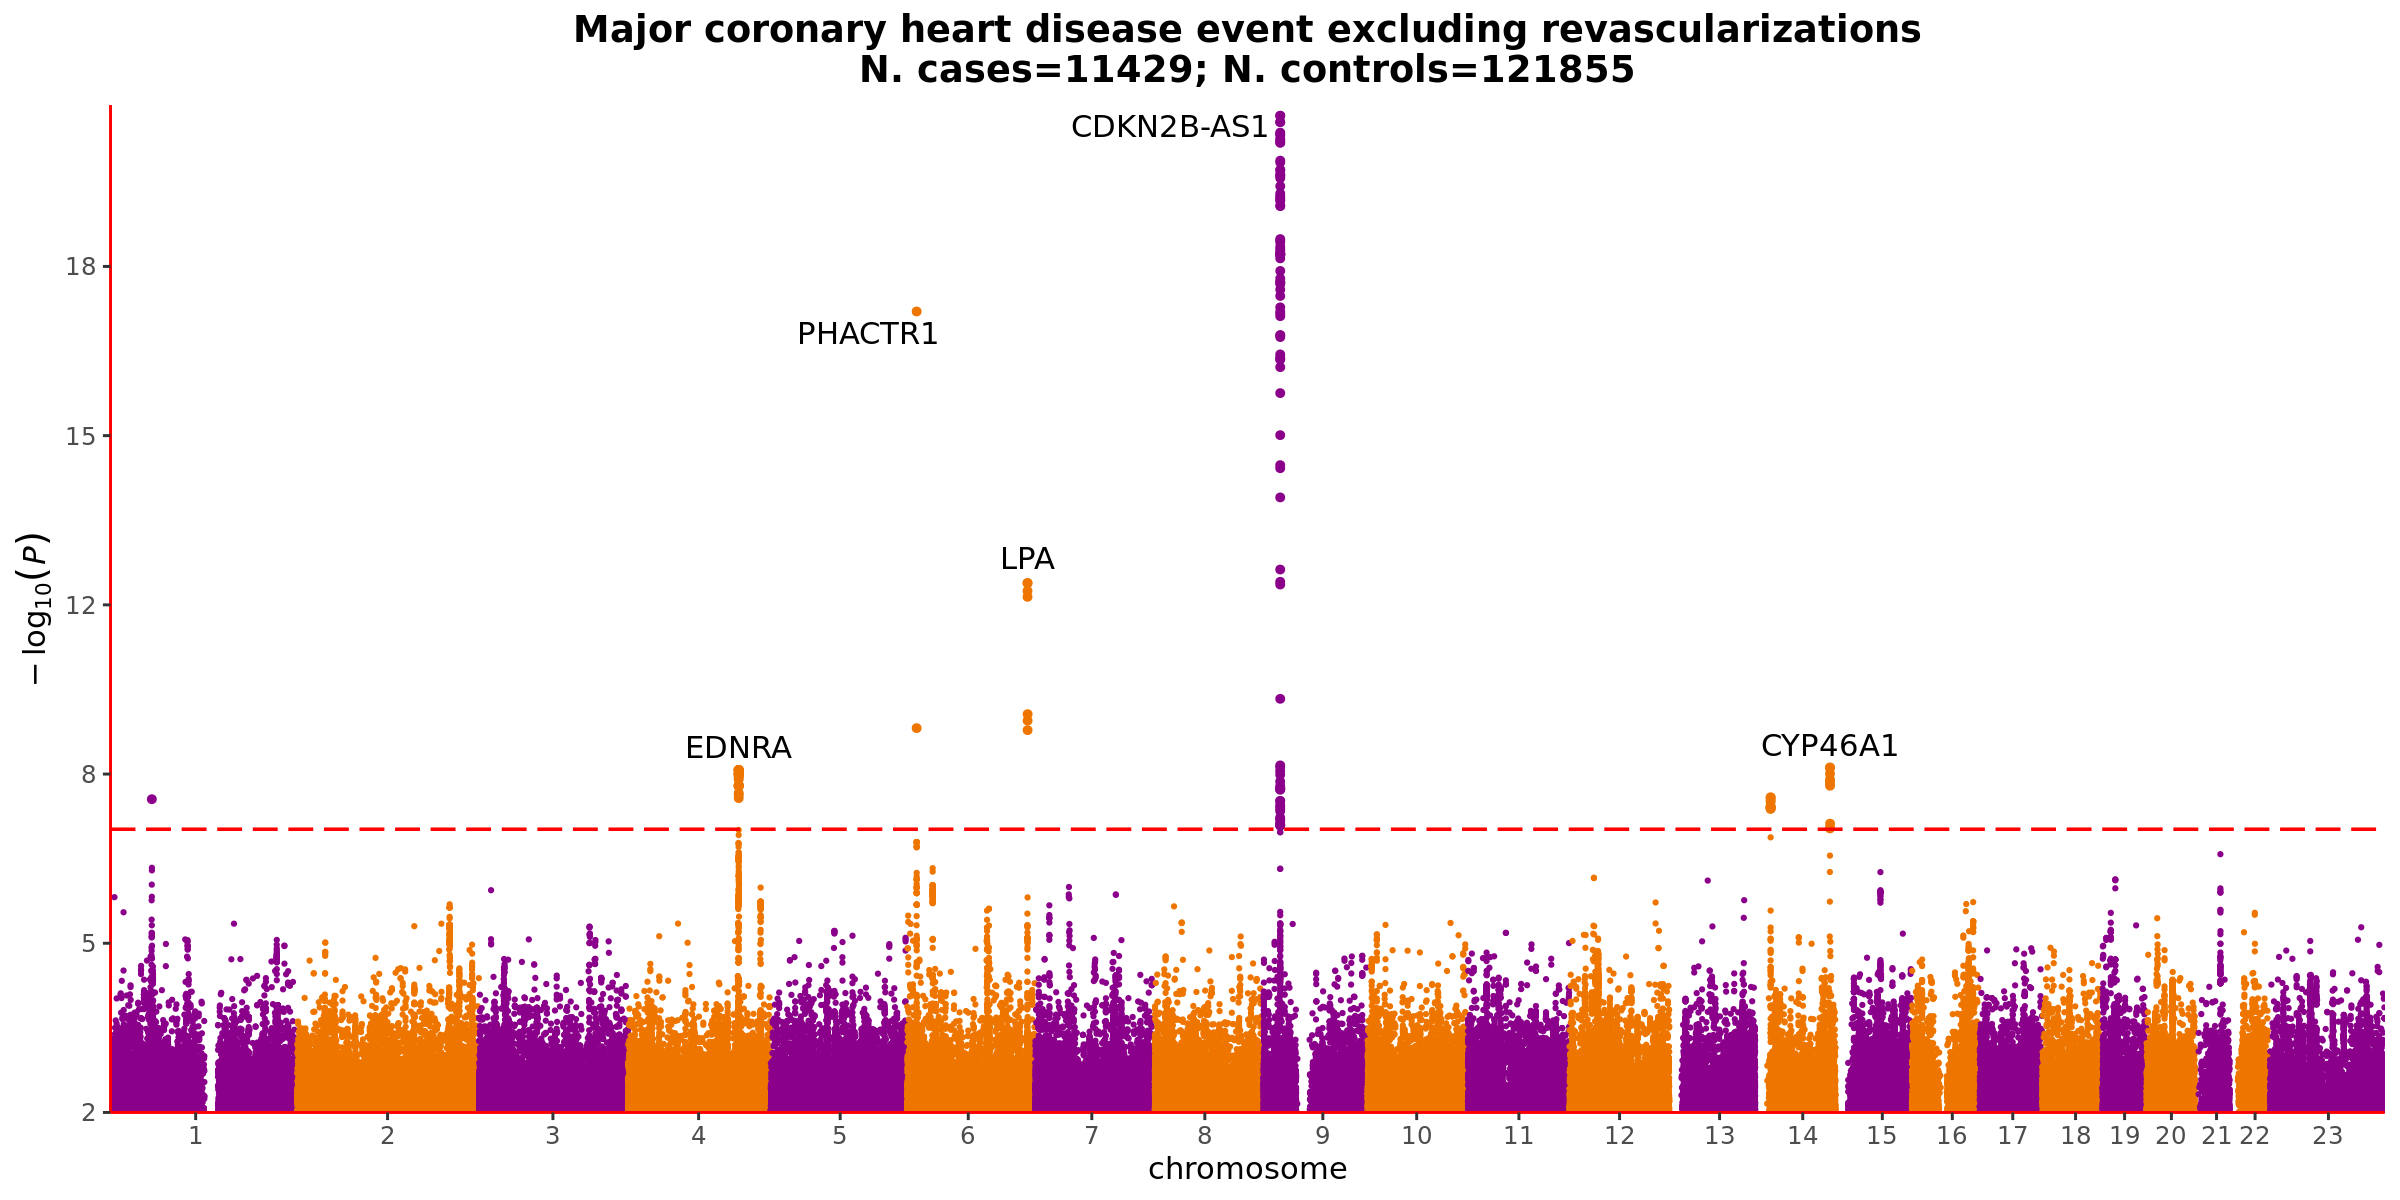 Major coronary heart disease event excluding revascularizations
N. cases=11429; N. controls=121855
CDKN2B-AS1
PHACTR1
LPA
EDNRA
CYP46A1
18
15
12
8
5
2
− log10(P)
1 2 3 4 5 6 7 8 9 10 11 12 13 14 15 16 17 18 19 20 21 22 23
chromosome